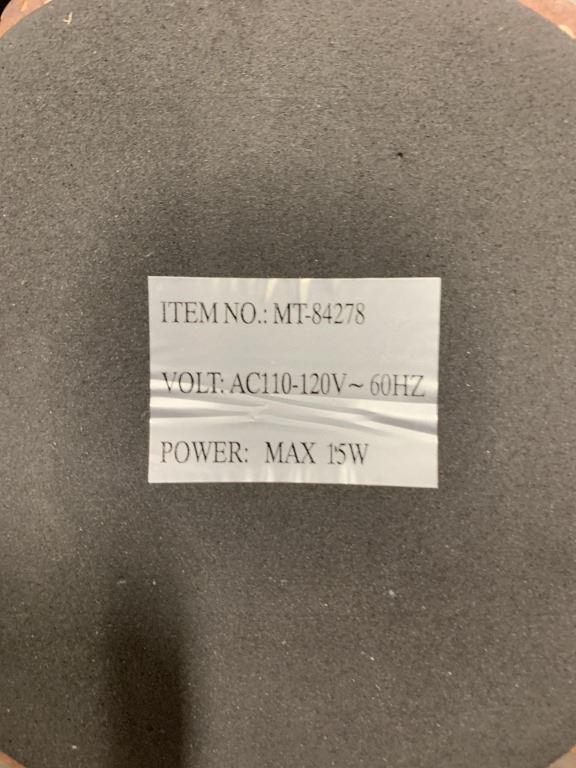 ITEM NO.: MT-84278
VOLT: AC110-120V~ 60HZ
POWER: MAX 15W